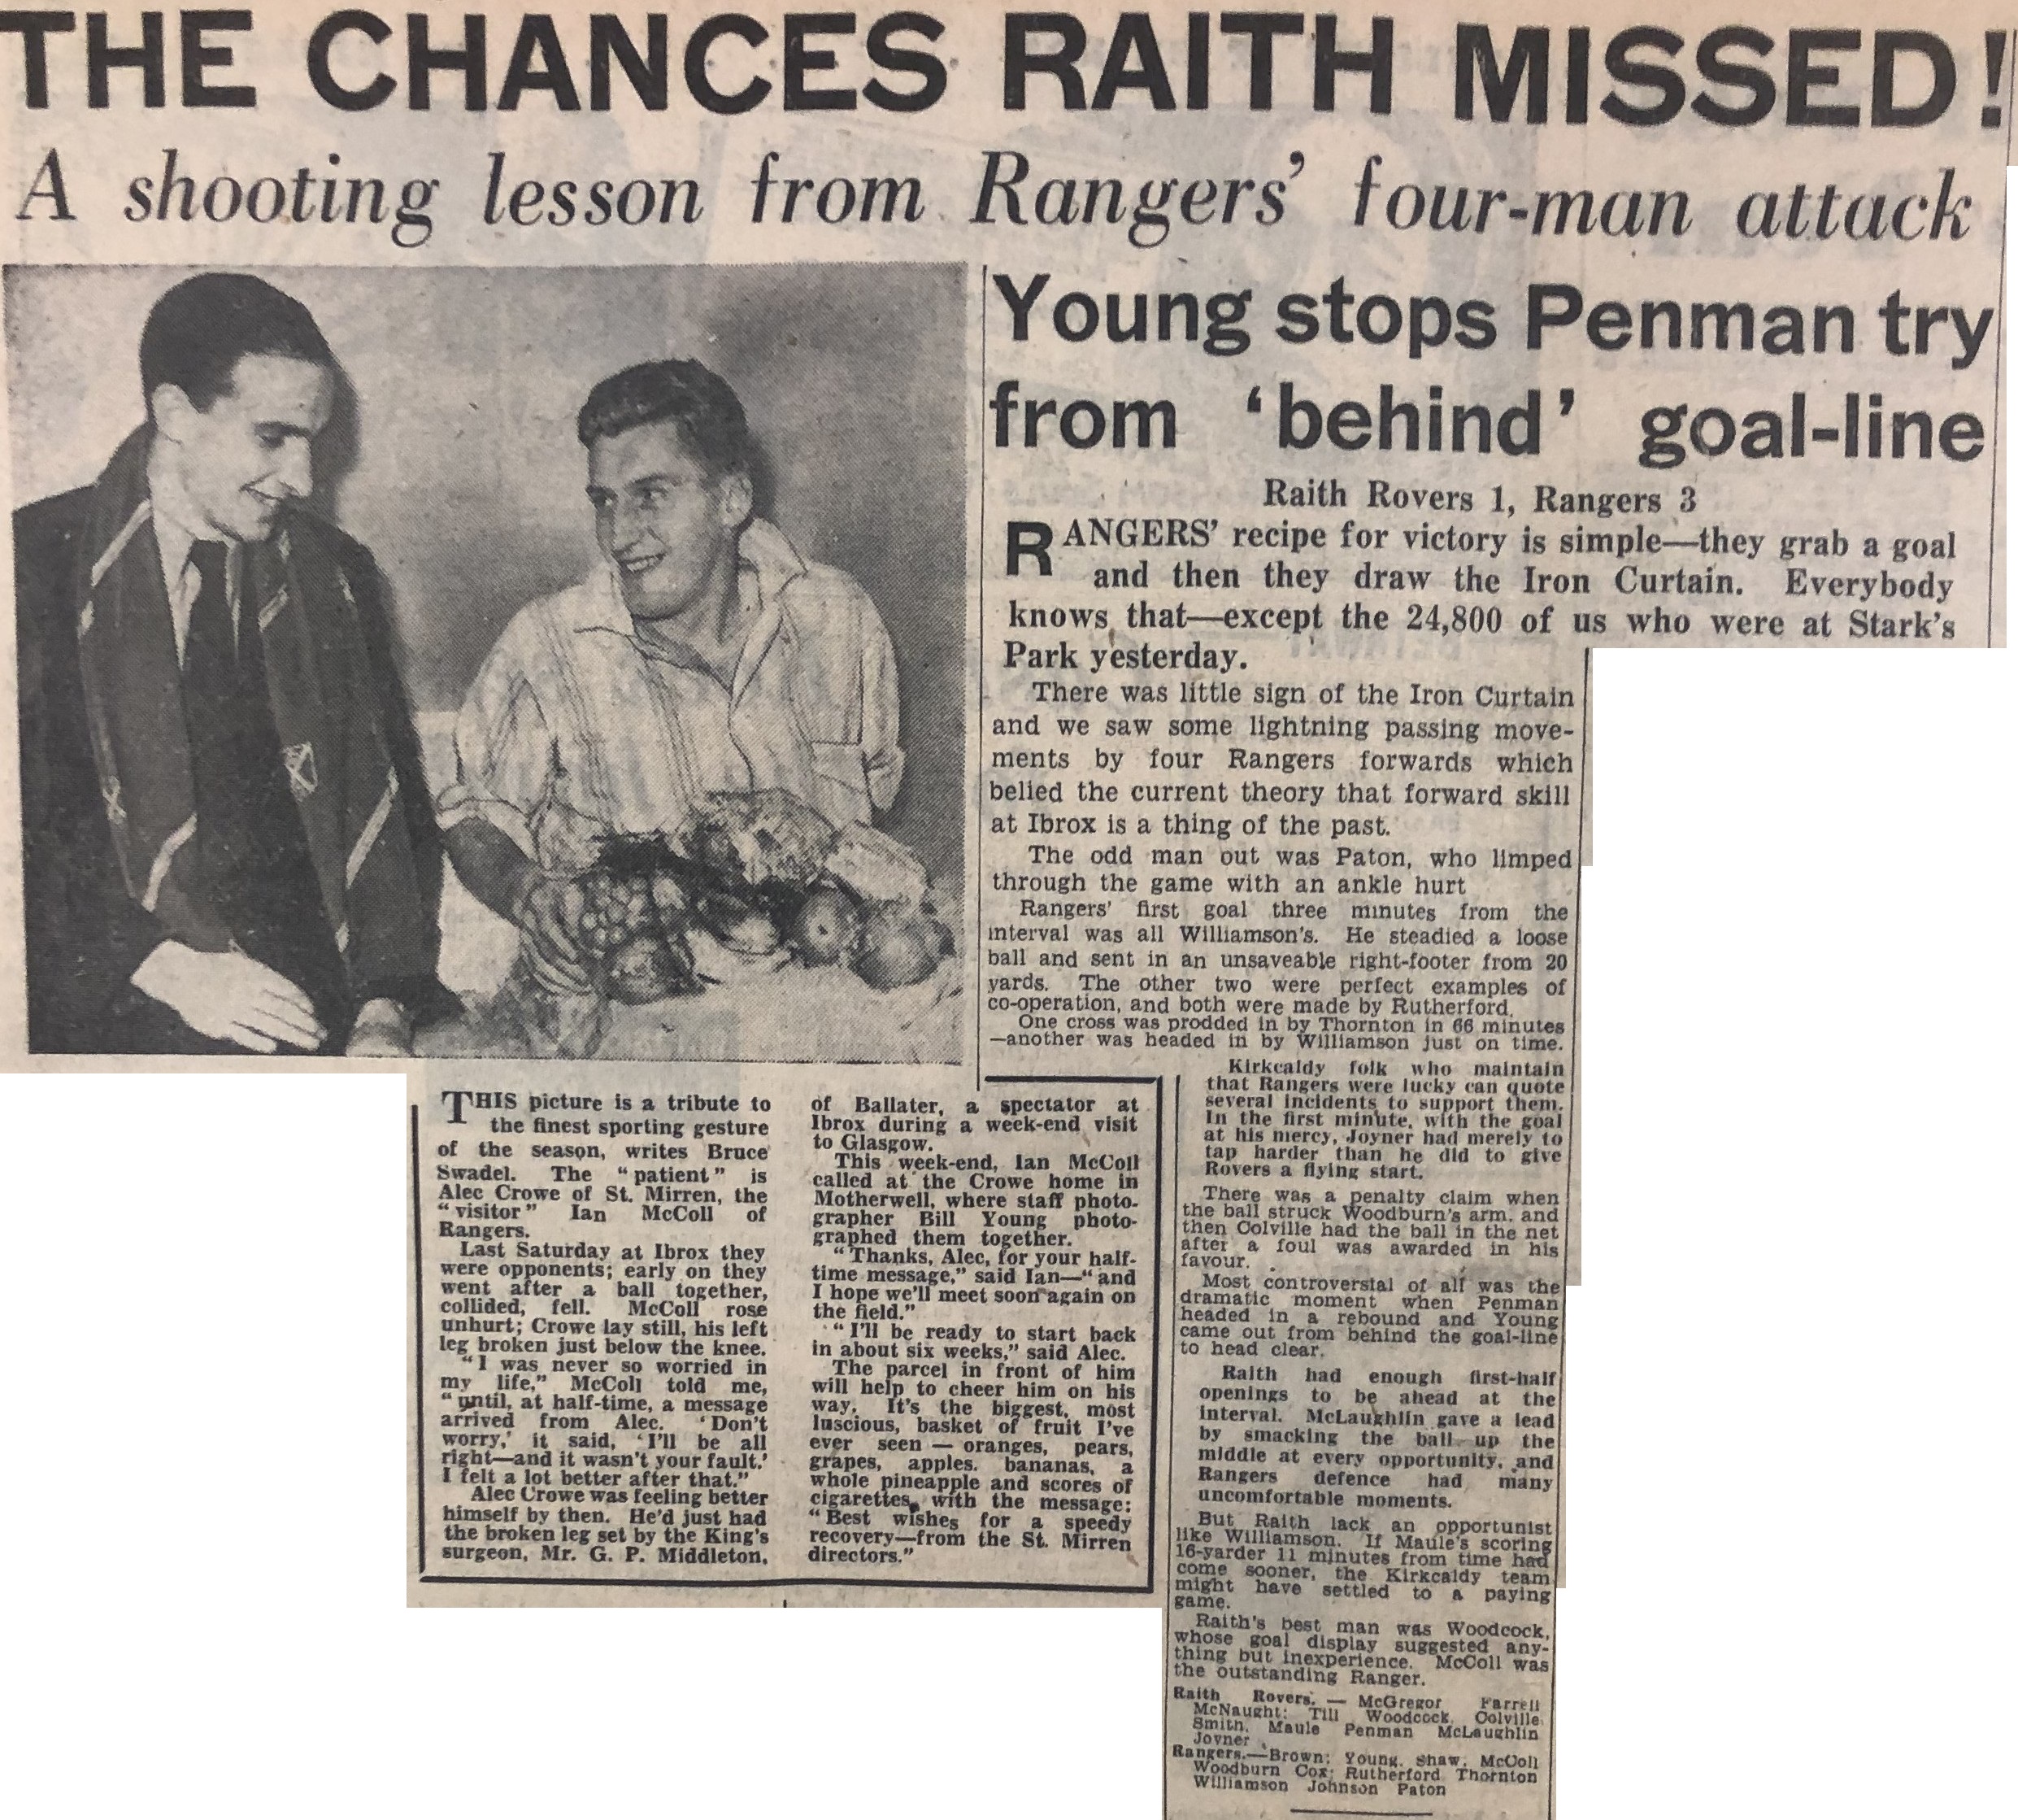 THE CHANCES RAITH MISSED!
A shooting lesson from Rangers' four-man attack
Young stops Penman try
from 'behind' goal-line
Raith Rovers 1, Rangers 3
RANGERS' recipe for victory is simple—they grab a goal
and then they draw the Iron Curtain. Everybody
knows that—except the 24,800 of us who were at Stark's
Park yesterday.
There was little sign of the Iron Curtain
and we saw some lightning passing move-
ments by four Rangers forwards which
belied the current theory that forward skill
at Ibrox is a thing of the past.
The odd man out was Paton, who limped
through the game with an ankle hurt
Rangers' first goal three minutes from the
interval was all Williamson's. He steadied a loose
ball and sent in an unsaveable right-footer from 20
yards. The other two were perfect examples of
co-operation, and both were made by Rutherford.
One cross was prodded in by Thornton in 66 minutes
—another was headed in by Williamson just on time.
Kirkcaldy folk who maintain
that Rangers were lucky can quote
several incidents to support them.
In the first minute, with the goal
at his mercy, Joyner had merely to
tap harder than he did to give
Rovers a flying start.
There was a penalty claim when
the ball struck Woodburn's arm, and
then Colville had the ball in the net
after a foul was awarded in his
favour.
Most controversial of all was the
dramatic moment when Penman
headed in a rebound and Young
came out from behind the goal-line
to head clear.
Raith had enough first-half
openings to be ahead at the
interval. McLaughlin gave a lead
by smacking the ball up the
middle at every opportunity, and
Rangers defence had many
uncomfortable moments.
But Raith lack an opportunist
like Williamson. If Maule's scoring
16-yarder 11 minutes from time had
come sooner, the Kirkcaldy team
might have settled to a paying
game.
Raith's best man was Woodcock,
whose goal display suggested any-
thing but inexperience. McColl was
the outstanding Ranger.
Raith Rovers. — McGregor Farrell
McNaught; Till Woodcock, Colville
Smith, Maule Penman McLaughlin
Joyner
Rangers.—Brown; Young, Shaw, McColl
Woodburn Cox; Rutherford Thornton
Williamson Johnson Paton
THIS picture is a tribute to
the finest sporting gesture
of the season, writes Bruce
Swadel. The "patient" is
Alec Crowe of St. Mirren, the
"visitor" Ian McColl of
Rangers.
Last Saturday at Ibrox they
were opponents; early on they
went after a ball together,
collided, fell. McColl rose
unhurt; Crowe lay still, his left
leg broken just below the knee.
"I was never so worried in
my life," McColl told me,
"until, at half-time, a message
arrived from Alec. 'Don't
worry,' it said, 'I'll be all
right—and it wasn't your fault.'
I felt a lot better after that."
Alec Crowe was feeling better
himself by then. He'd just had
the broken leg set by the King's
surgeon, Mr. G. P. Middleton,
of Ballater, a spectator at
Ibrox during a week-end visit
to Glasgow.
This week-end, Ian McColl
called at the Crowe home in
Motherwell, where staff photo-
grapher Bill Young photo-
graphed them together.
"Thanks, Alec, for your half-
time message," said Ian—"and
I hope we'll meet soon again on
the field."
"I'll be ready to start back
in about six weeks," said Alec.
The parcel in front of him
will help to cheer him on his
way. It's the biggest, most
luscious, basket of fruit I've
ever seen — oranges, pears,
grapes, apples, bananas, a
whole pineapple and scores of
cigarettes, with the message:
"Best wishes for a speedy
recovery—from the St. Mirren
directors."